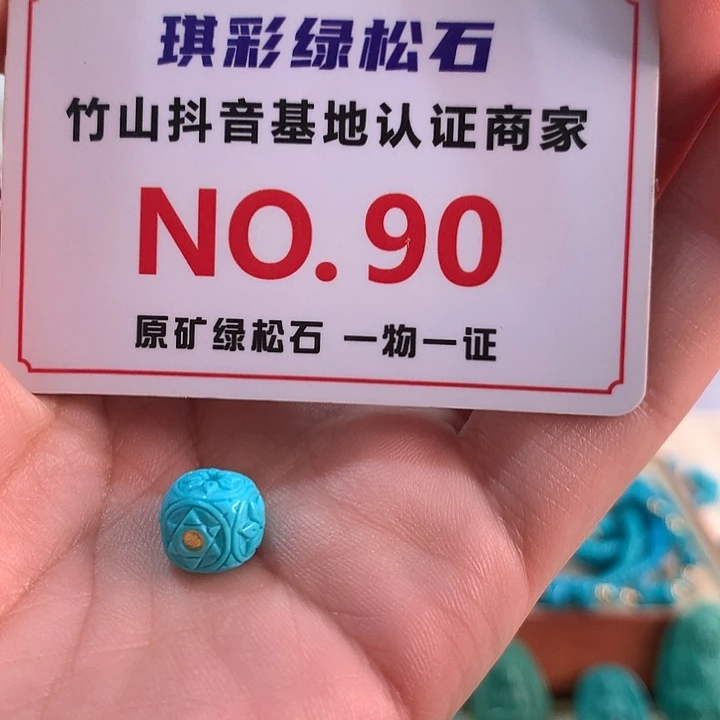 琪彩绿松石
竹山抖音基地认证商家
NO.90
原矿绿松石 一物一证